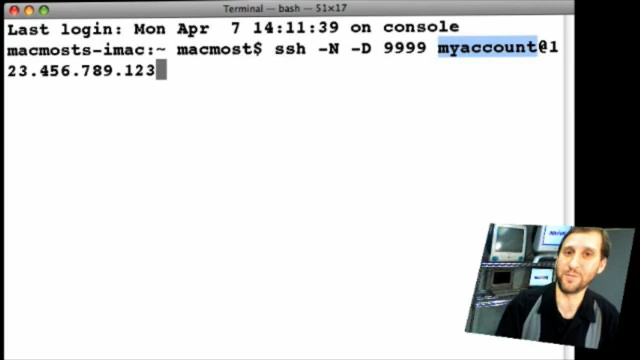 Terminal — bash — 51×17
Last login: Mon Apr  7 14:11:39 on console
macmosts-imac:~ macmost$ ssh -N -D 9999 myaccount@1
23.456.789.123